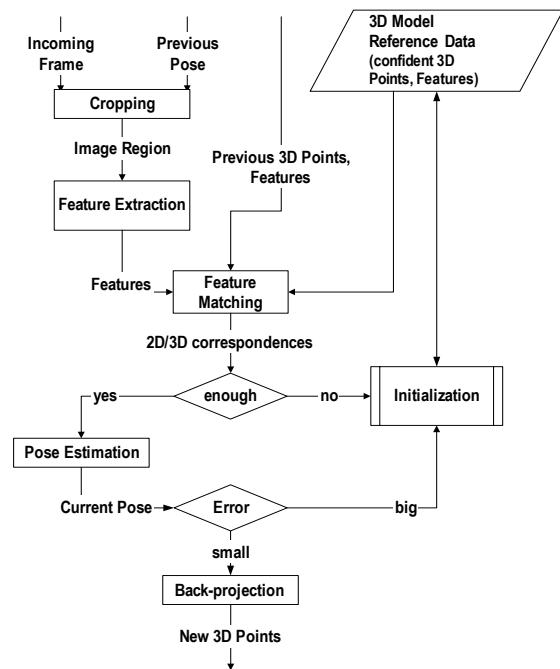 Incoming
Frame
Previous
Pose
3D Model
Reference Data
(confident 3D
Points, Features)
Cropping
Image Region
Previous 3D Points,
Features
Feature Extraction
Features
Feature
Matching
2D/3D correspondences
yes
enough
no
Initialization
Pose Estimation
Current Pose
Error
big
small
Back-projection
New 3D Points